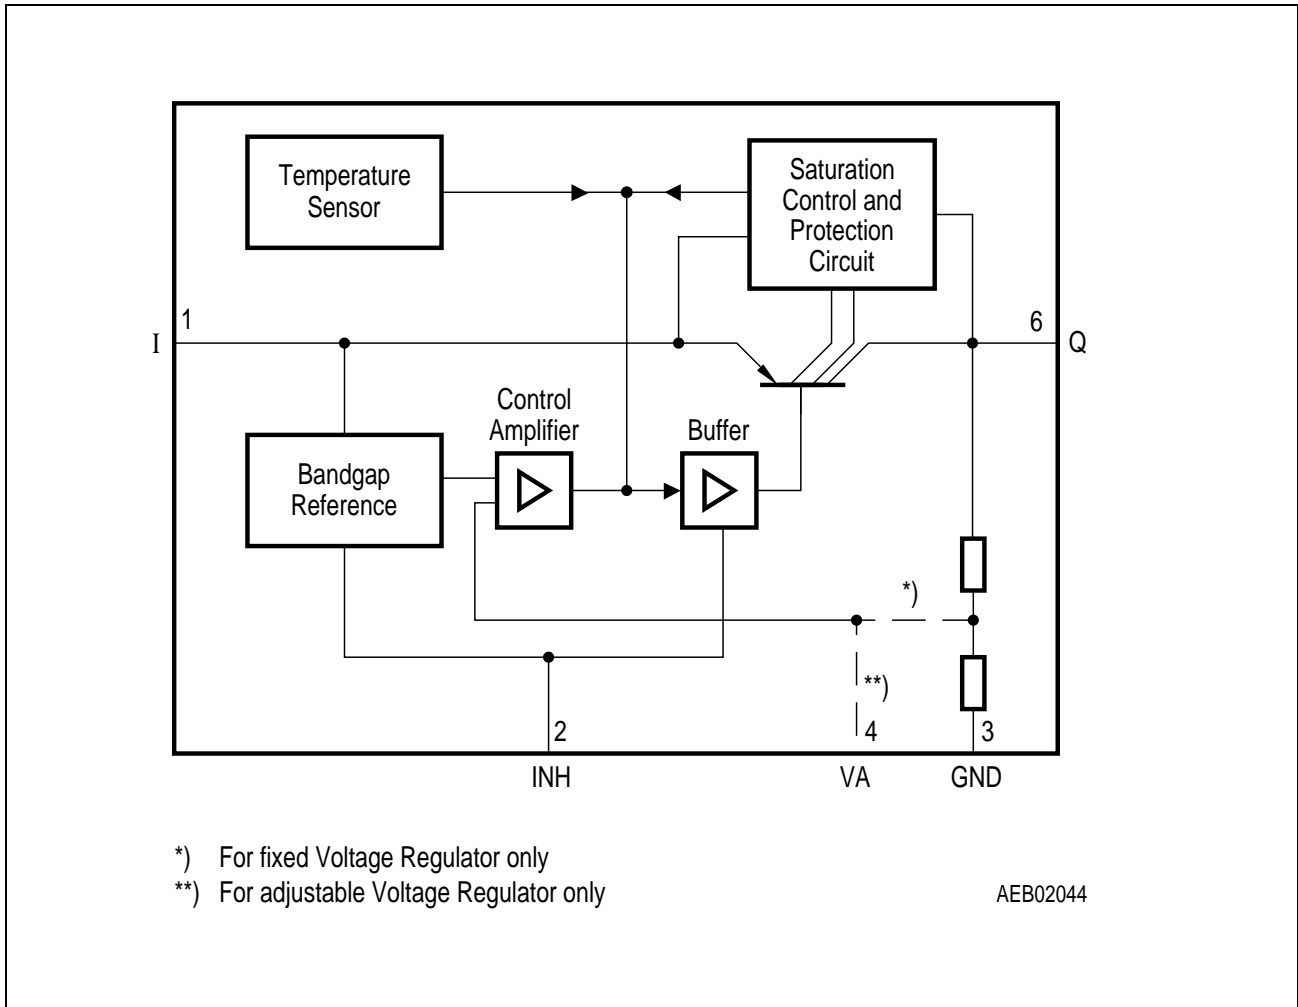 Temperature
Sensor
Saturation
Control and
Protection
Circuit
1
I
6
Q
Control
Amplifier
Buffer
Bandgap
Reference
*)
**)
2
4
3
INH
VA
GND
*) For fixed Voltage Regulator only
**) For adjustable Voltage Regulator only
AEB02044